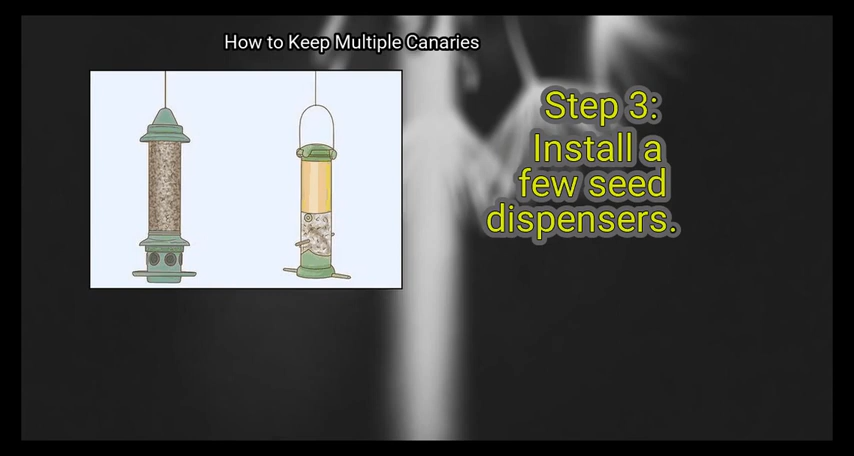 How to Keep Multiple Canaries
Step 3:
Install a
few seed
dispensers.